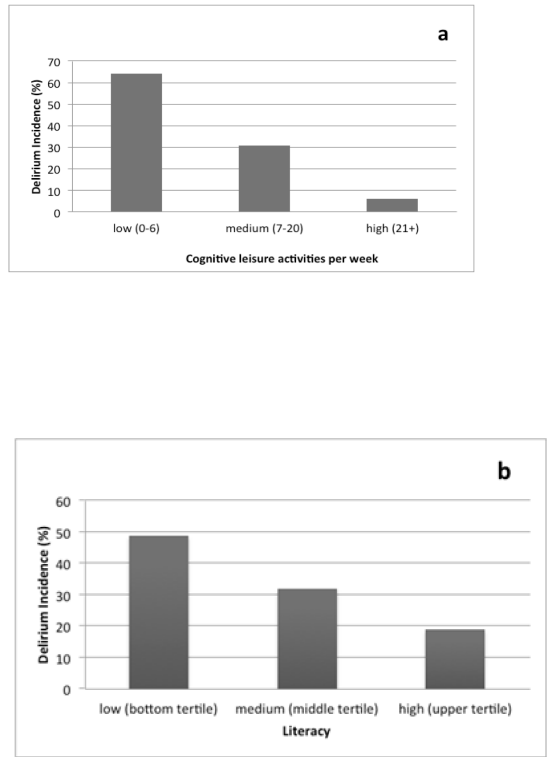 a
70
60
50
40
30
20
10
0
Delirium Incidence (%)
low (0-6) medium (7-20) high (21+)
Cognitive leisure activities per week
b
60
50
40
30
20
10
0
Delirium Incidence (%)
low (bottom tertile) medium (middle tertile) high (upper tertile)
Literacy